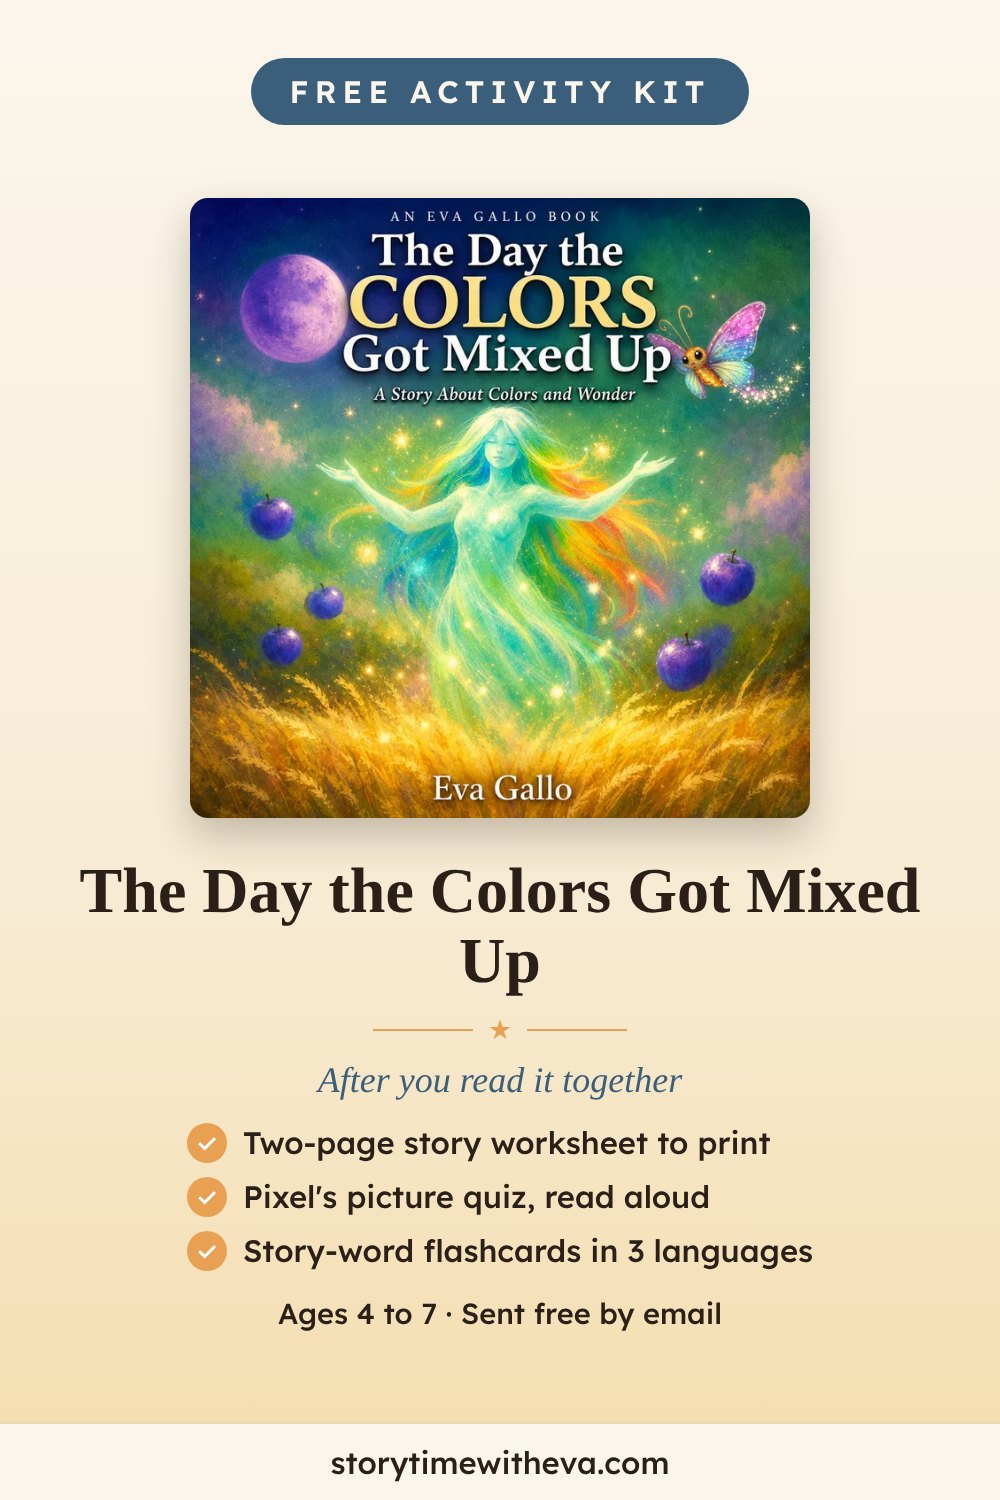 FREE ACTIVITY KIT
AN EVA GALLO BOOK
The Day the
COLORS
Got Mixed Up
A Story About Colors and Wonder
Eva Gallo
The Day the Colors Got Mixed
Up
After you read it together
Two-page story worksheet to print
Pixel's picture quiz, read aloud
Story-word flashcards in 3 languages
Ages 4 to 7 · Sent free by email
storytimewitheva.com